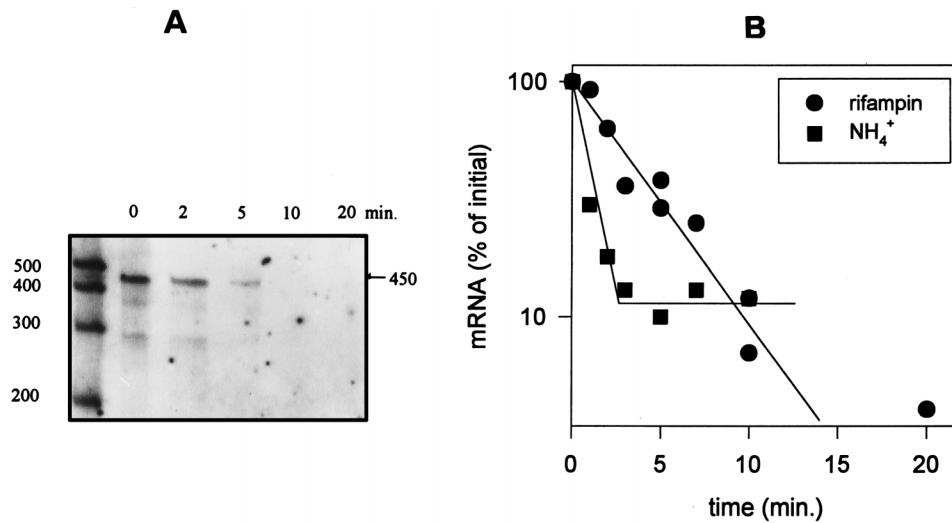 A
0 2 5 10 20 min.
500
400
300
200
450
B
mRNA (% of initial)
100
10
rifampin
NH₄⁺
0 5 10 15 20
time (min.)